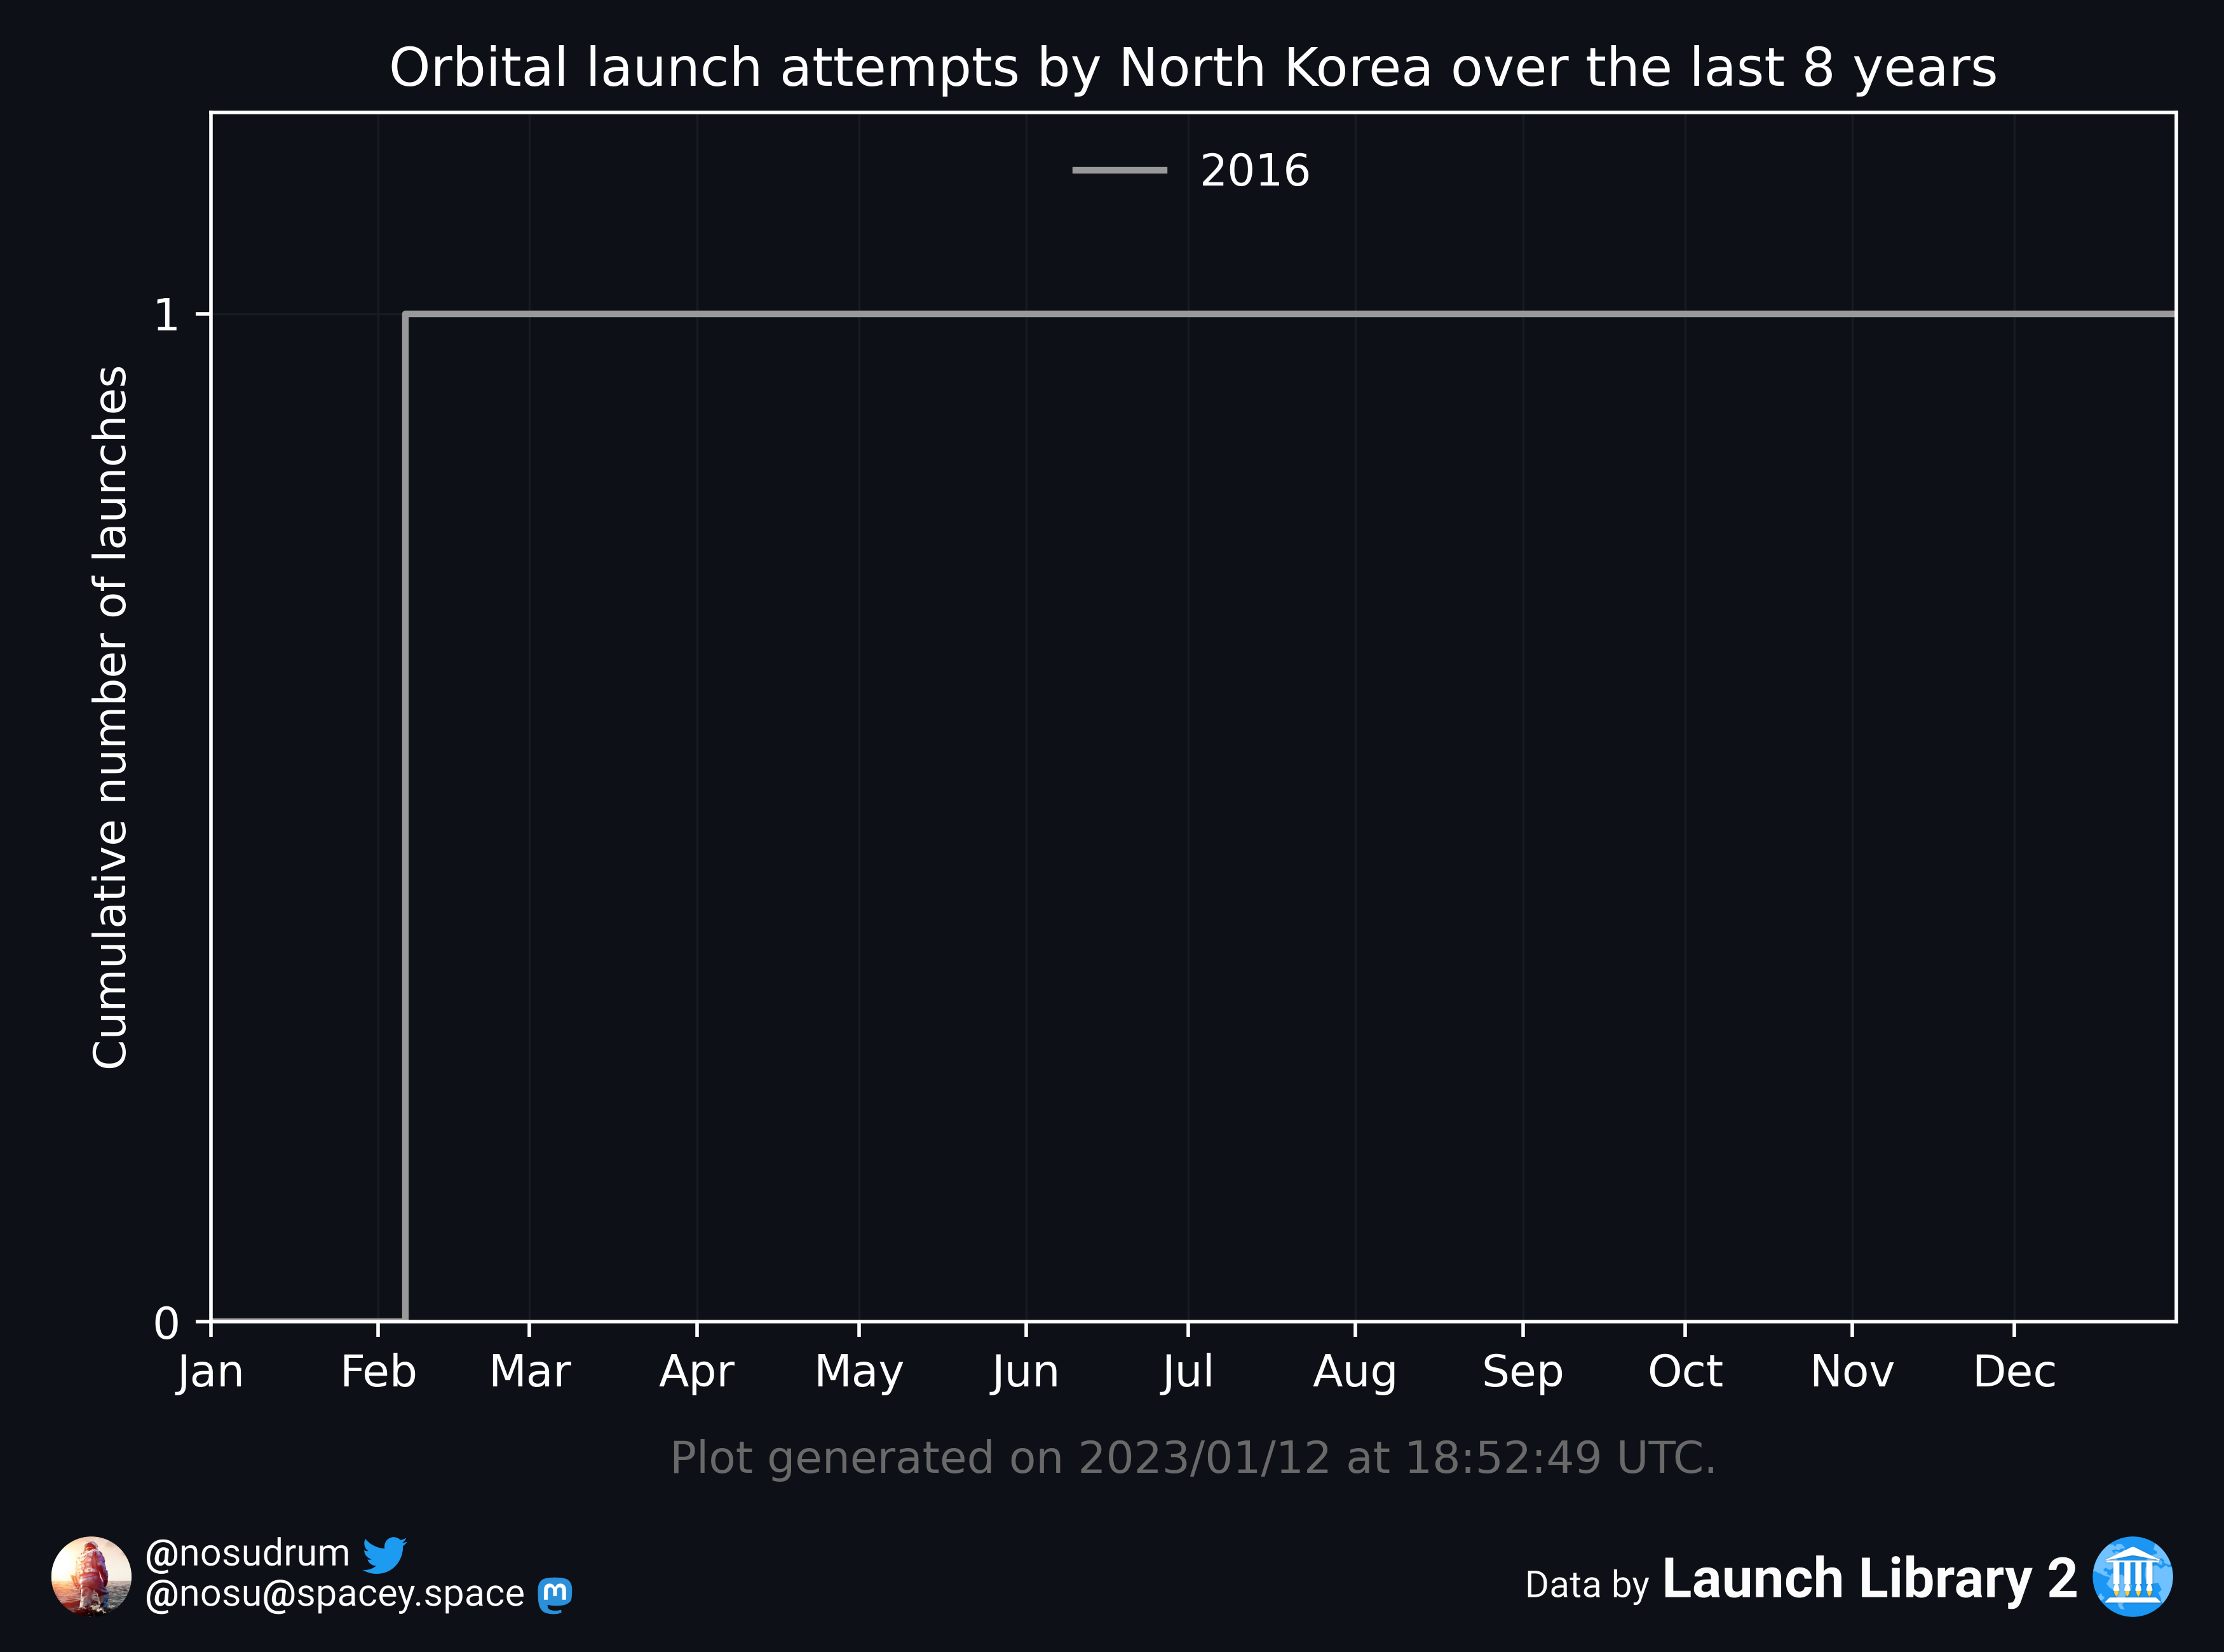 Orbital launch attempts by North Korea over the last 8 years
2016
1
Cumulative number of launches
0
Jan Feb Mar Apr May Jun Jul Aug Sep Oct Nov Dec
Plot generated on 2023/01/12 at 18:52:49 UTC.
@nosudrum
@nosu@spacey.space
Data by Launch Library 2